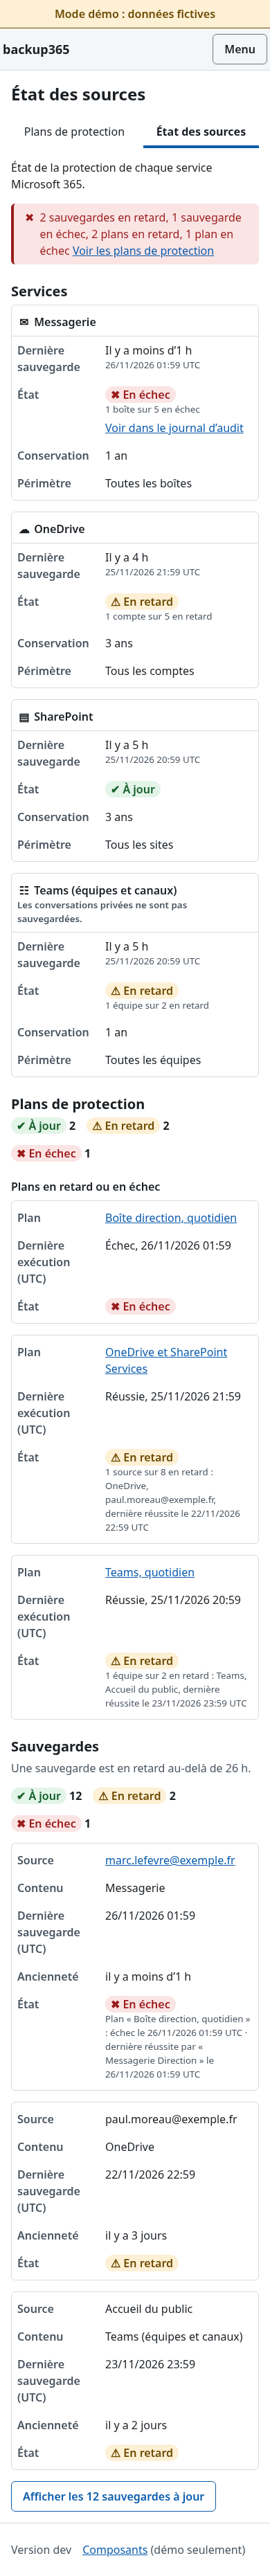 Mode démo : données fictives
backup365
Menu
État des sources
Plans de protection
État des sources
État de la protection de chaque service
Microsoft 365.
✖ 2 sauvegardes en retard, 1 sauvegarde
en échec, 2 plans en retard, 1 plan en
échec Voir les plans de protection
Services
✉ Messagerie
Dernière
sauvegarde
Il y a moins d’1 h
26/11/2026 01:59 UTC
État
✖ En échec
1 boîte sur 5 en échec
Voir dans le journal d’audit
Conservation
1 an
Périmètre
Toutes les boîtes
☁ OneDrive
Dernière
sauvegarde
Il y a 4 h
25/11/2026 21:59 UTC
État
⚠ En retard
1 compte sur 5 en retard
Conservation
3 ans
Périmètre
Tous les comptes
▤ SharePoint
Dernière
sauvegarde
Il y a 5 h
25/11/2026 20:59 UTC
État
✔ À jour
Conservation
3 ans
Périmètre
Tous les sites
☷ Teams (équipes et canaux)
Les conversations privées ne sont pas
sauvegardées.
Dernière
sauvegarde
Il y a 5 h
25/11/2026 20:59 UTC
État
⚠ En retard
1 équipe sur 2 en retard
Conservation
1 an
Périmètre
Toutes les équipes
Plans de protection
✔ À jour 2 ⚠ En retard 2
✖ En échec 1
Plans en retard ou en échec
Plan
Boîte direction, quotidien
Dernière
exécution
(UTC)
Échec, 26/11/2026 01:59
État
✖ En échec
Plan
OneDrive et SharePoint
Services
Dernière
exécution
(UTC)
Réussie, 25/11/2026 21:59
État
⚠ En retard
1 source sur 8 en retard :
OneDrive,
paul.moreau@exemple.fr,
dernière réussite le 22/11/2026
22:59 UTC
Plan
Teams, quotidien
Dernière
exécution
(UTC)
Réussie, 25/11/2026 20:59
État
⚠ En retard
1 équipe sur 2 en retard : Teams,
Accueil du public, dernière
réussite le 23/11/2026 23:59 UTC
Sauvegardes
Une sauvegarde est en retard au-delà de 26 h.
✔ À jour 12 ⚠ En retard 2
✖ En échec 1
Source
marc.lefevre@exemple.fr
Contenu
Messagerie
Dernière
sauvegarde
(UTC)
26/11/2026 01:59
Ancienneté
il y a moins d’1 h
État
✖ En échec
Plan « Boîte direction, quotidien »
: échec le 26/11/2026 01:59 UTC ·
dernière réussite par «
Messagerie Direction » le
26/11/2026 01:59 UTC
Source
paul.moreau@exemple.fr
Contenu
OneDrive
Dernière
sauvegarde
(UTC)
22/11/2026 22:59
Ancienneté
il y a 3 jours
État
⚠ En retard
Source
Accueil du public
Contenu
Teams (équipes et canaux)
Dernière
sauvegarde
(UTC)
23/11/2026 23:59
Ancienneté
il y a 2 jours
État
⚠ En retard
Afficher les 12 sauvegardes à jour
Version dev Composants (démo seulement)